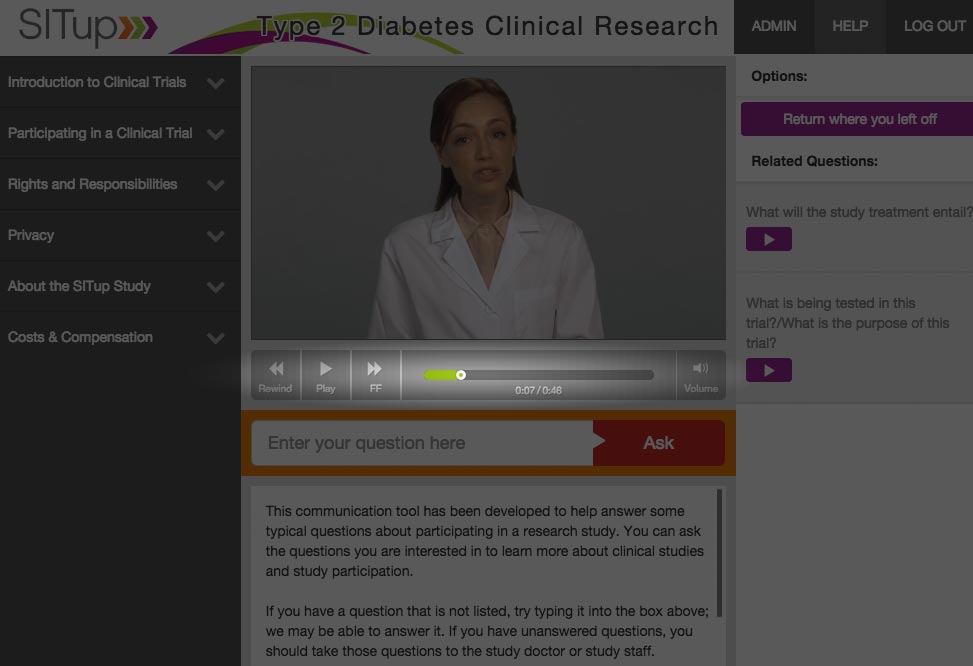 SITup
Type 2 Diabetes Clinical Research
ADMIN
HELP
LOG OUT
Introduction to Clinical Trials
Participating in a Clinical Trial
Rights and Responsibilities
Privacy
About the SITup Study
Costs & Compensation
Rewind
Play
FF
0:07 / 0:46
Volume
Enter your question here
Ask
This communication tool has been developed to help answer some
typical questions about participating in a research study. You can ask
the questions you are interested in to learn more about clinical studies
and study participation.
If you have a question that is not listed, try typing it into the box above;
we may be able to answer it. If you have unanswered questions, you
should take those questions to the study doctor or study staff.
Options:
Return where you left off
Related Questions:
What will the study treatment entail?
What is being tested in this
trial?/What is the purpose of this
trial?